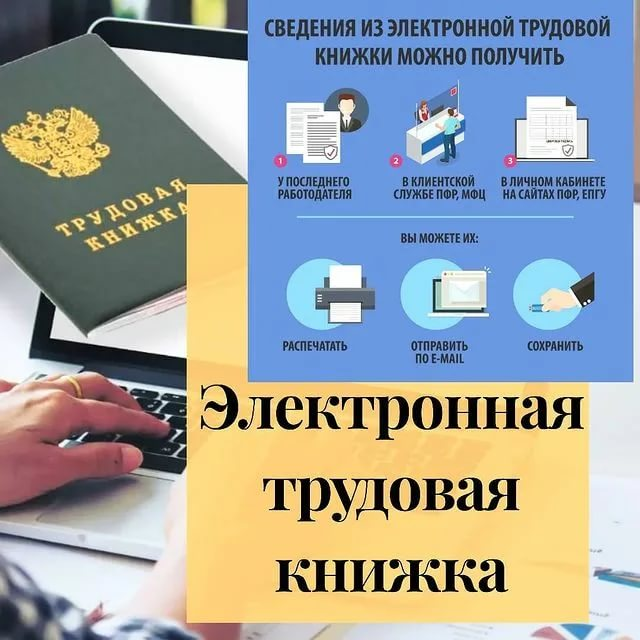 СВЕДЕНИЯ ИЗ ЭЛЕКТРОННОЙ ТРУДОВОЙ
КНИЖКИ МОЖНО ПОЛУЧИТЬ
1
У ПОСЛЕДНЕГО
РАБОТОДАТЕЛЯ
2
В КЛИЕНТСКОЙ
СЛУЖБЕ ПФР, МФЦ
3
В ЛИЧНОМ КАБИНЕТЕ
НА САЙТАХ ПФР, ЕПГУ
ВЫ МОЖЕТЕ ИХ:
РАСПЕЧАТАТЬ
ОТПРАВИТЬ
ПО E-MAIL
СОХРАНИТЬ
ТРУДОВАЯ
КНИЖКА
Электронная
трудовая
книжка